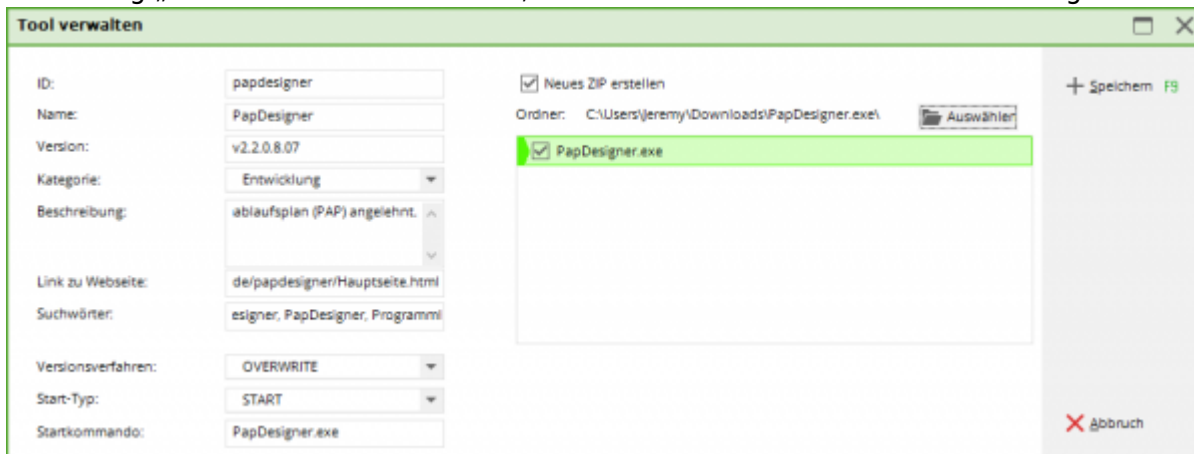 Tool verwalten
ID: papdesigner
Name: PapDesigner
Version: v2.2.0.8.07
Kategorie: Entwicklung
Beschreibung: ablaufsplan (PAP) angelehnt.
Link zu Webseite: de/papdesigner/Hauptseite.html
Suchwörter: esigner, PapDesigner, Programml
Versionsverfahren: OVERWRITE
Start-Typ: START
Startkommando: PapDesigner.exe
Neues ZIP erstellen
Ordner: C:\Users\Jeremy\Downloads\PapDesigner.exe\ Auswähler
PapDesigner.exe
Speichern F9
Abbruch